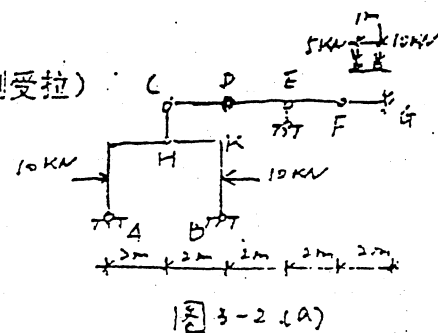 1m
5KN 10KN
侧受拉)
C D E F G
10KN H K 10KN
A B
2m 2m 2m 2m 2m
图3-2(a)